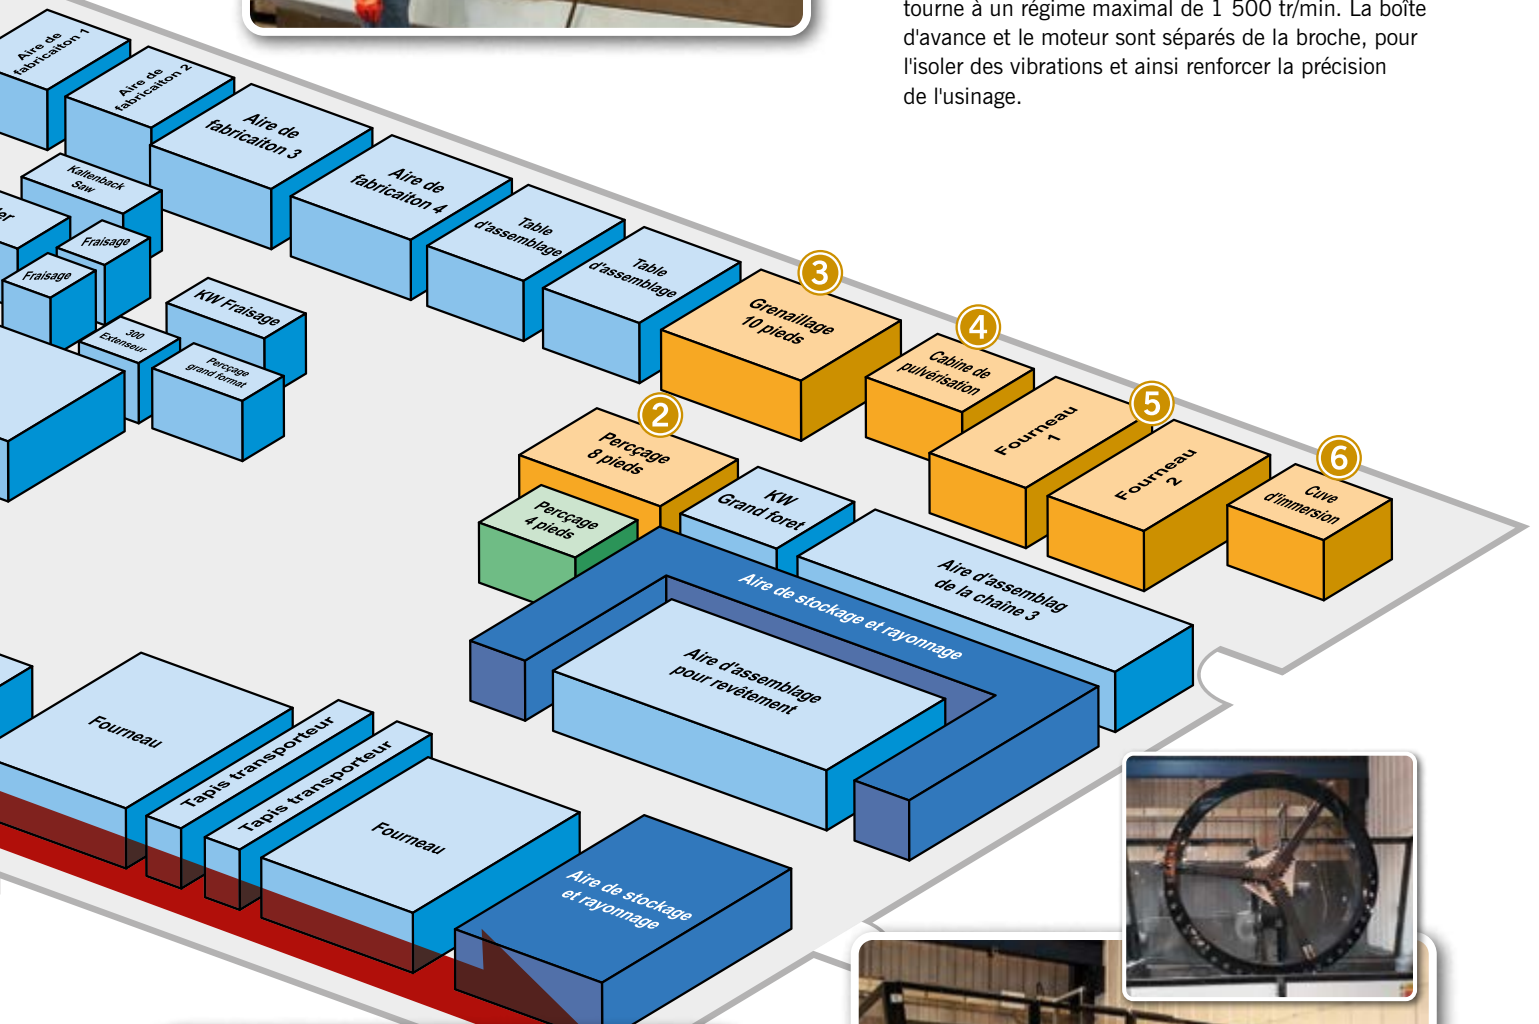 tourne à un régime maximal de 1 500 tr/min. La boîte
d'avance et le moteur sont séparés de la broche, pour
l'isoler des vibrations et ainsi renforcer la précision
de l'usinage.
Aire de
fabricaiton 1
Aire de
fabricaiton 2
Aire de
fabricaiton 3
Aire de
fabricaiton 4
Kaltenback
Saw
er
Fraisage
Fraisage
Table
d'assemblage
Table
d'assemblage
KW Fraisage
300
Extenseur
Percçage
grand format
3
Grenaillage
10 pieds
4
Cabine de
pulvérisation
5
Fourneau
1
Fourneau
2
6
Cuve
d'immersion
2
Percçage
8 pieds
Percçage
4 pieds
KW
Grand foret
Aire d'assemblag
de la chaîne 3
Aire de stockage et rayonnage
Aire d'assemblage
pour revêtement
Fourneau
Tapis transporteur
Tapis transporteur
Fourneau
Aire de stockage
et rayonnage